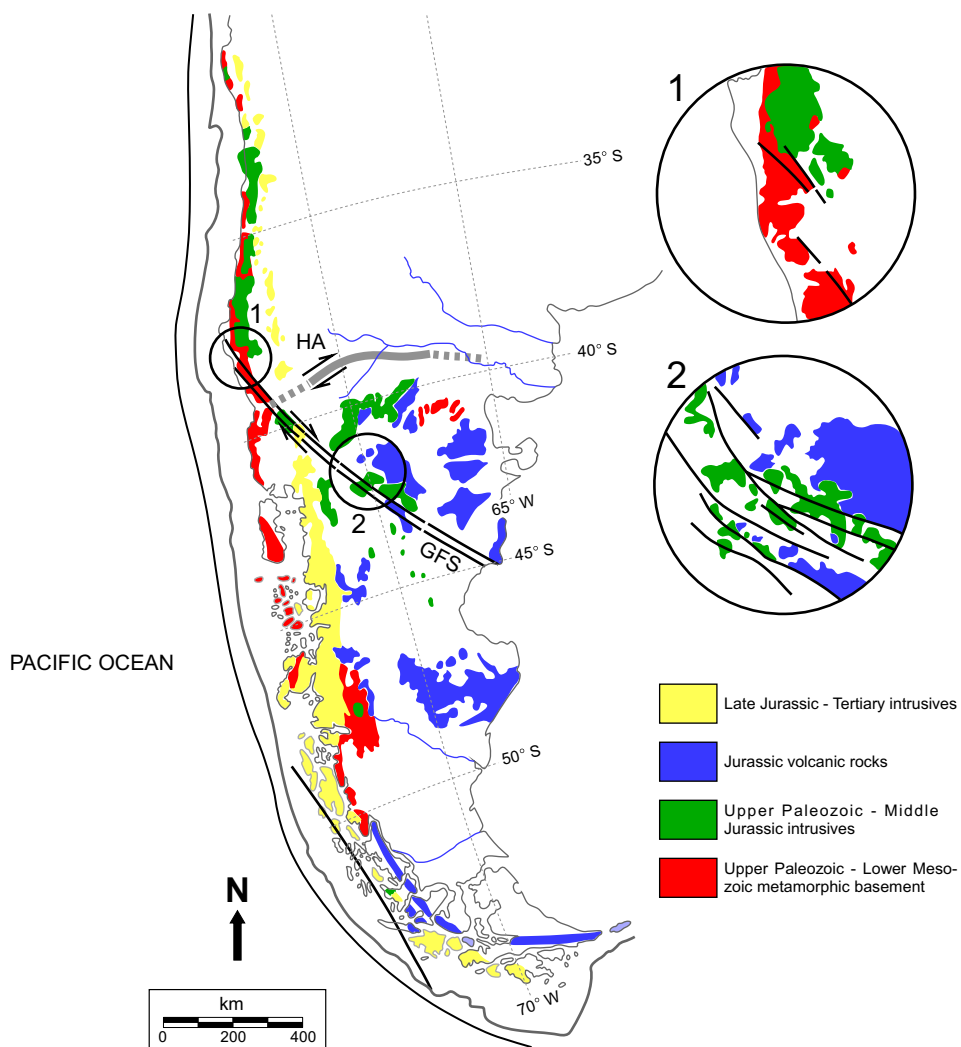 1
35° S
1
HA
40° S
2
2
65° W
GFS
45° S
PACIFIC OCEAN
Late Jurassic - Tertiary intrusives
Jurassic volcanic rocks
50° S
Upper Paleozoic - Middle
Jurassic intrusives
Upper Paleozoic - Lower Meso-
zoic metamorphic basement
N
70° W
km
0 200 400